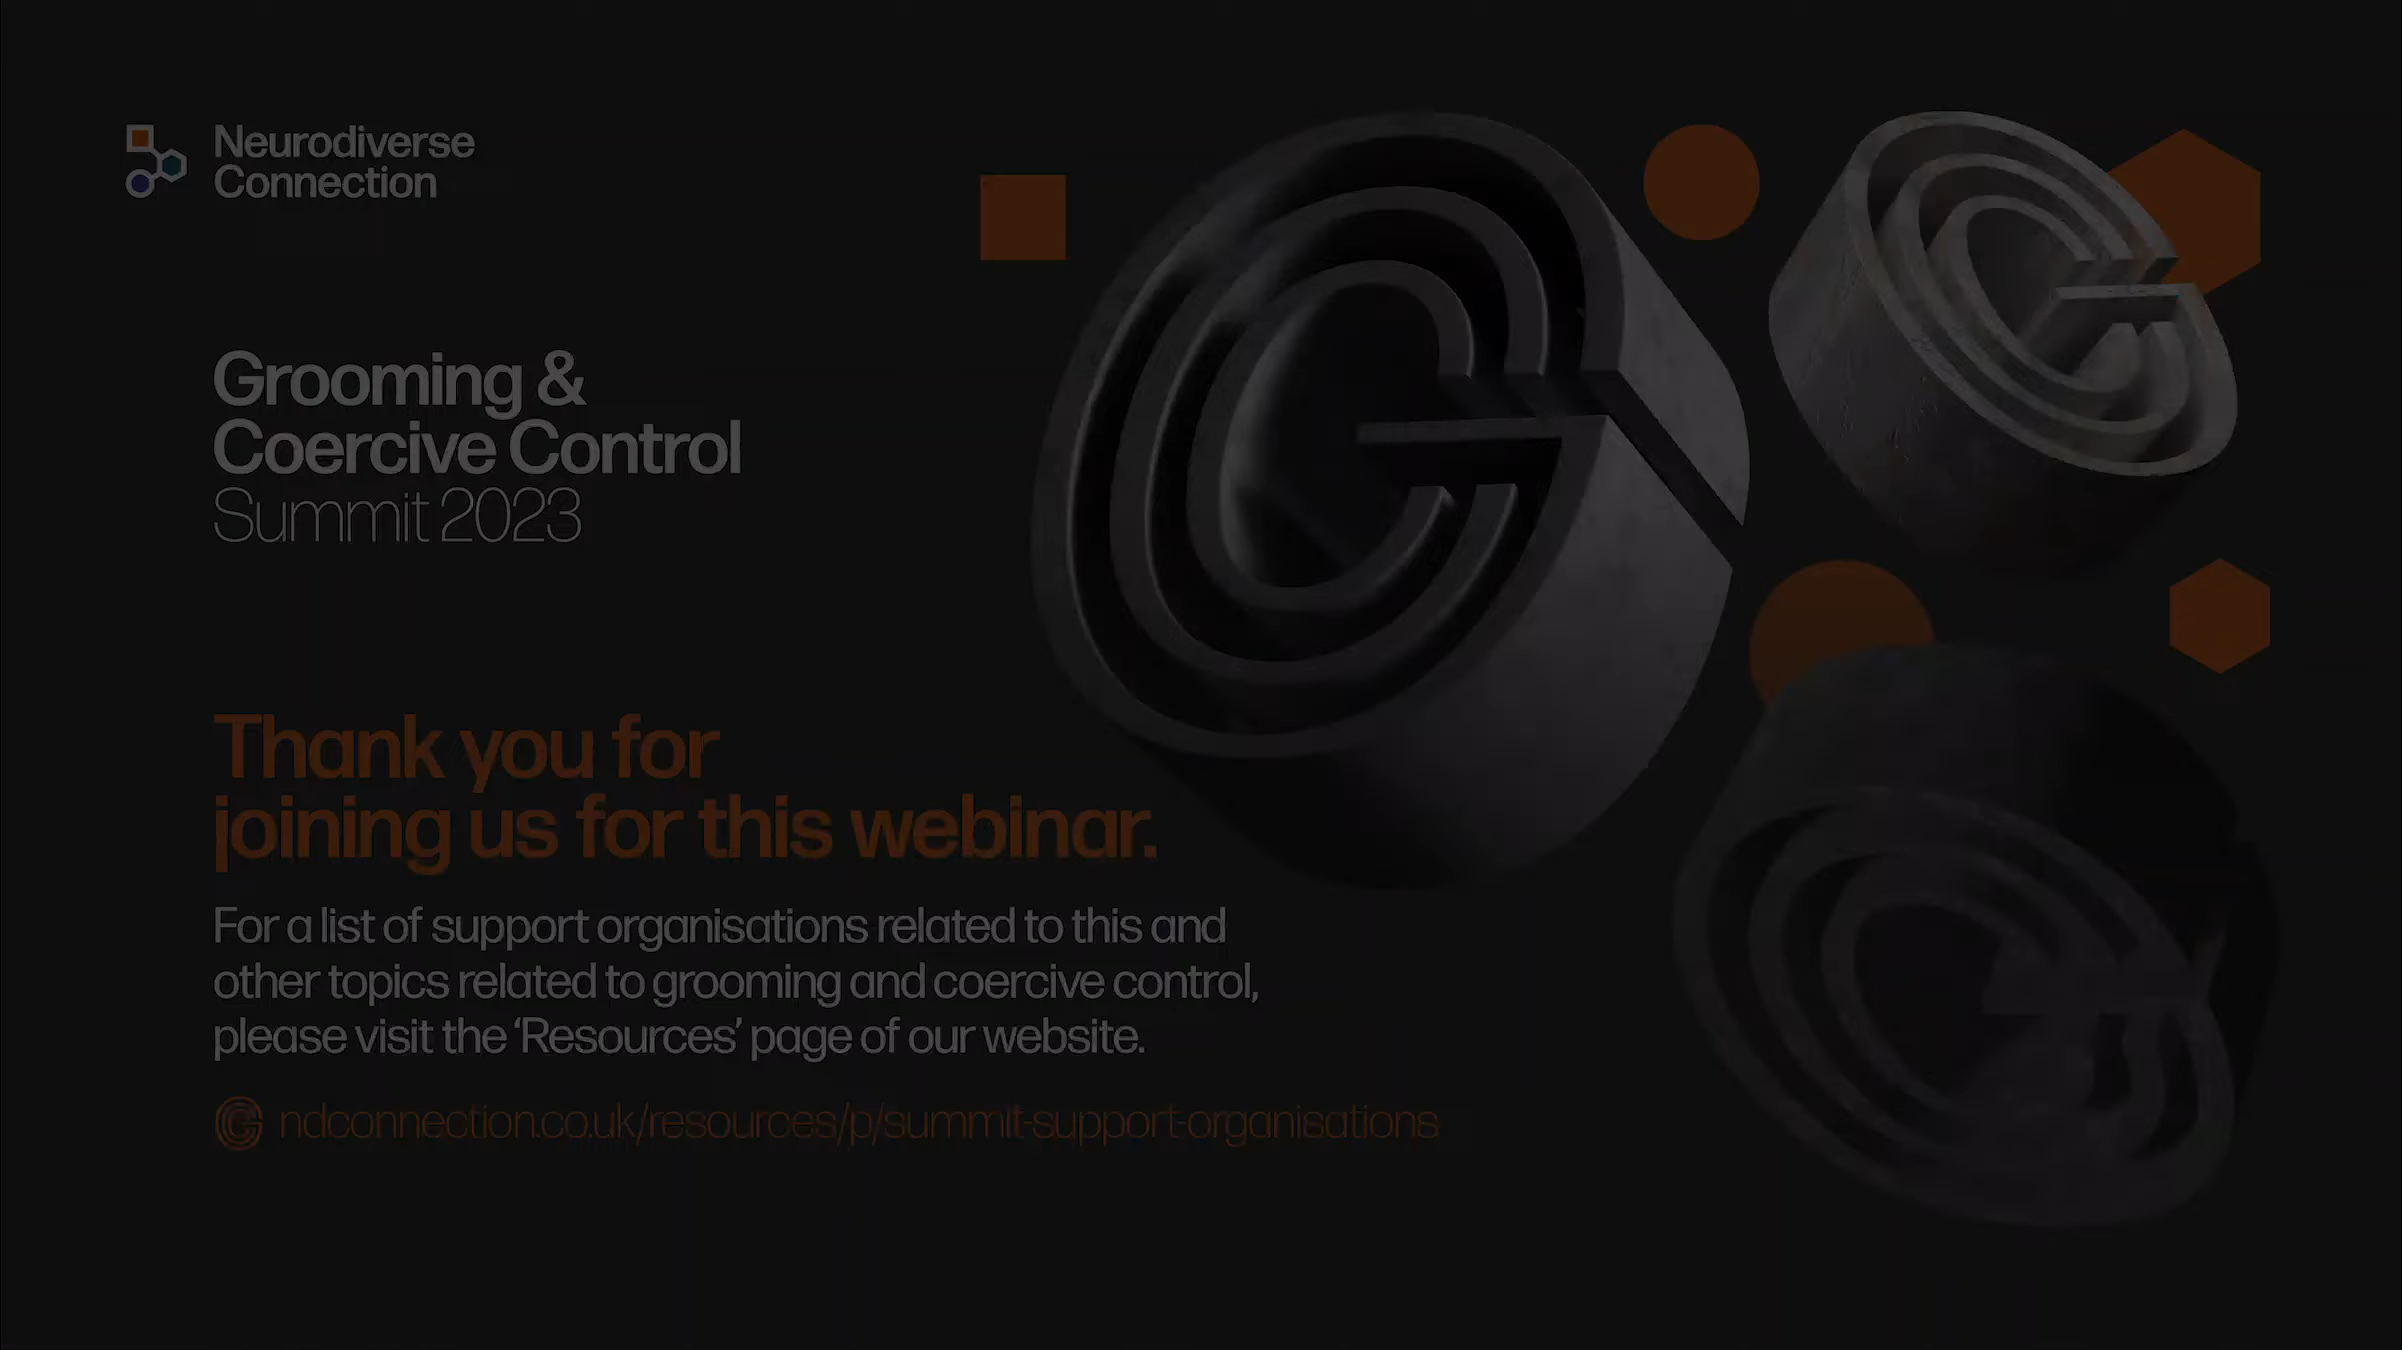 Neurodiverse
Connection
Grooming &
Coercive Control
Summit 2023
Thank you for
joining us for this webinar.
For a list of support organisations related to this and
other topics related to grooming and coercive control,
please visit the ‘Resources’ page of our website.
ndconnection.co.uk/resources/p/summit-support-organisations